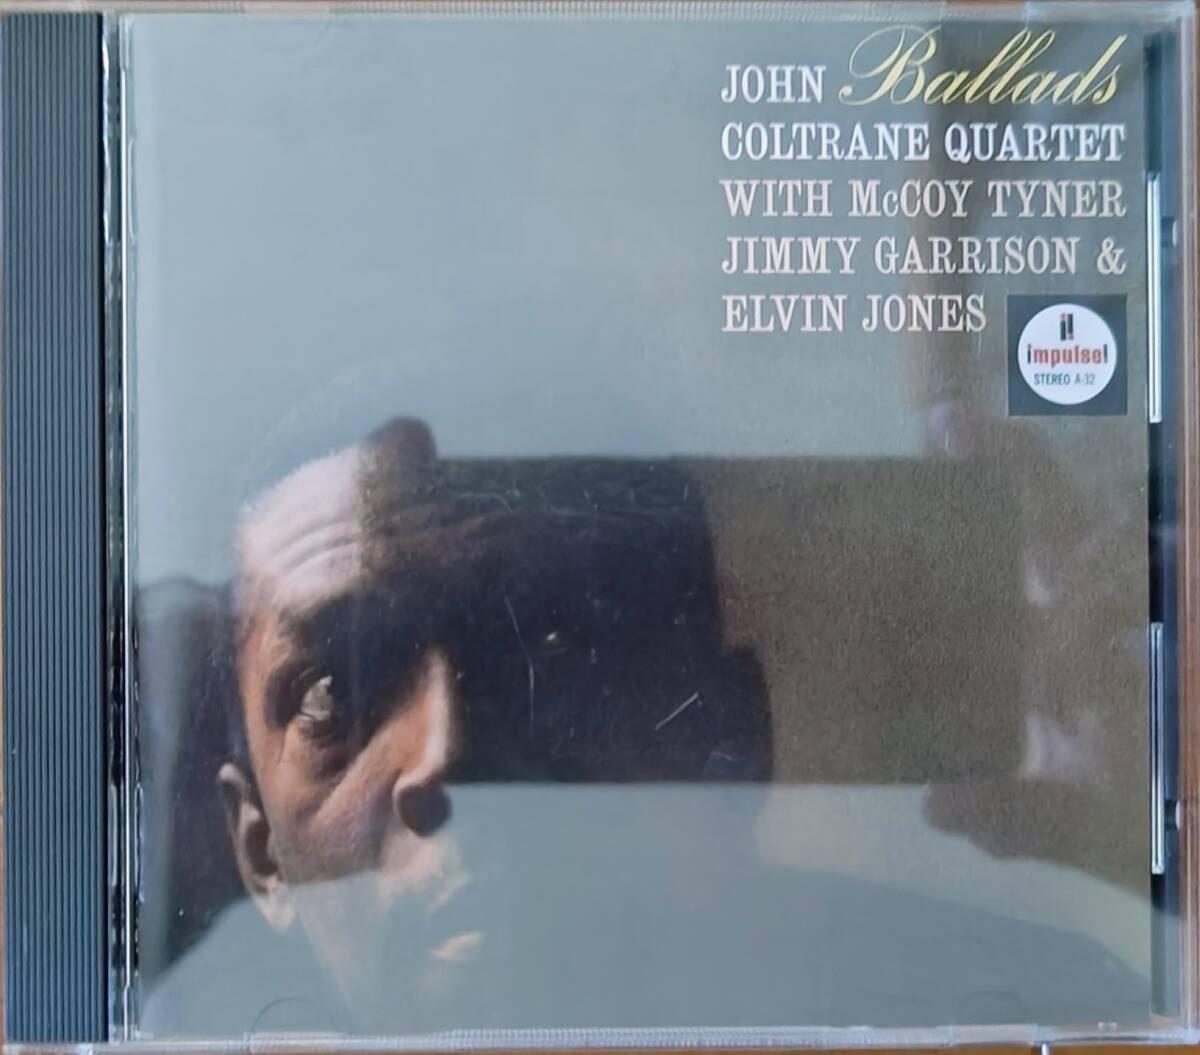 JOHN Ballads
COLTRANE QUARTET
WITH McCOY TYNER
JIMMY GARRISON &
ELVIN JONES
impulse!
STEREO A-32